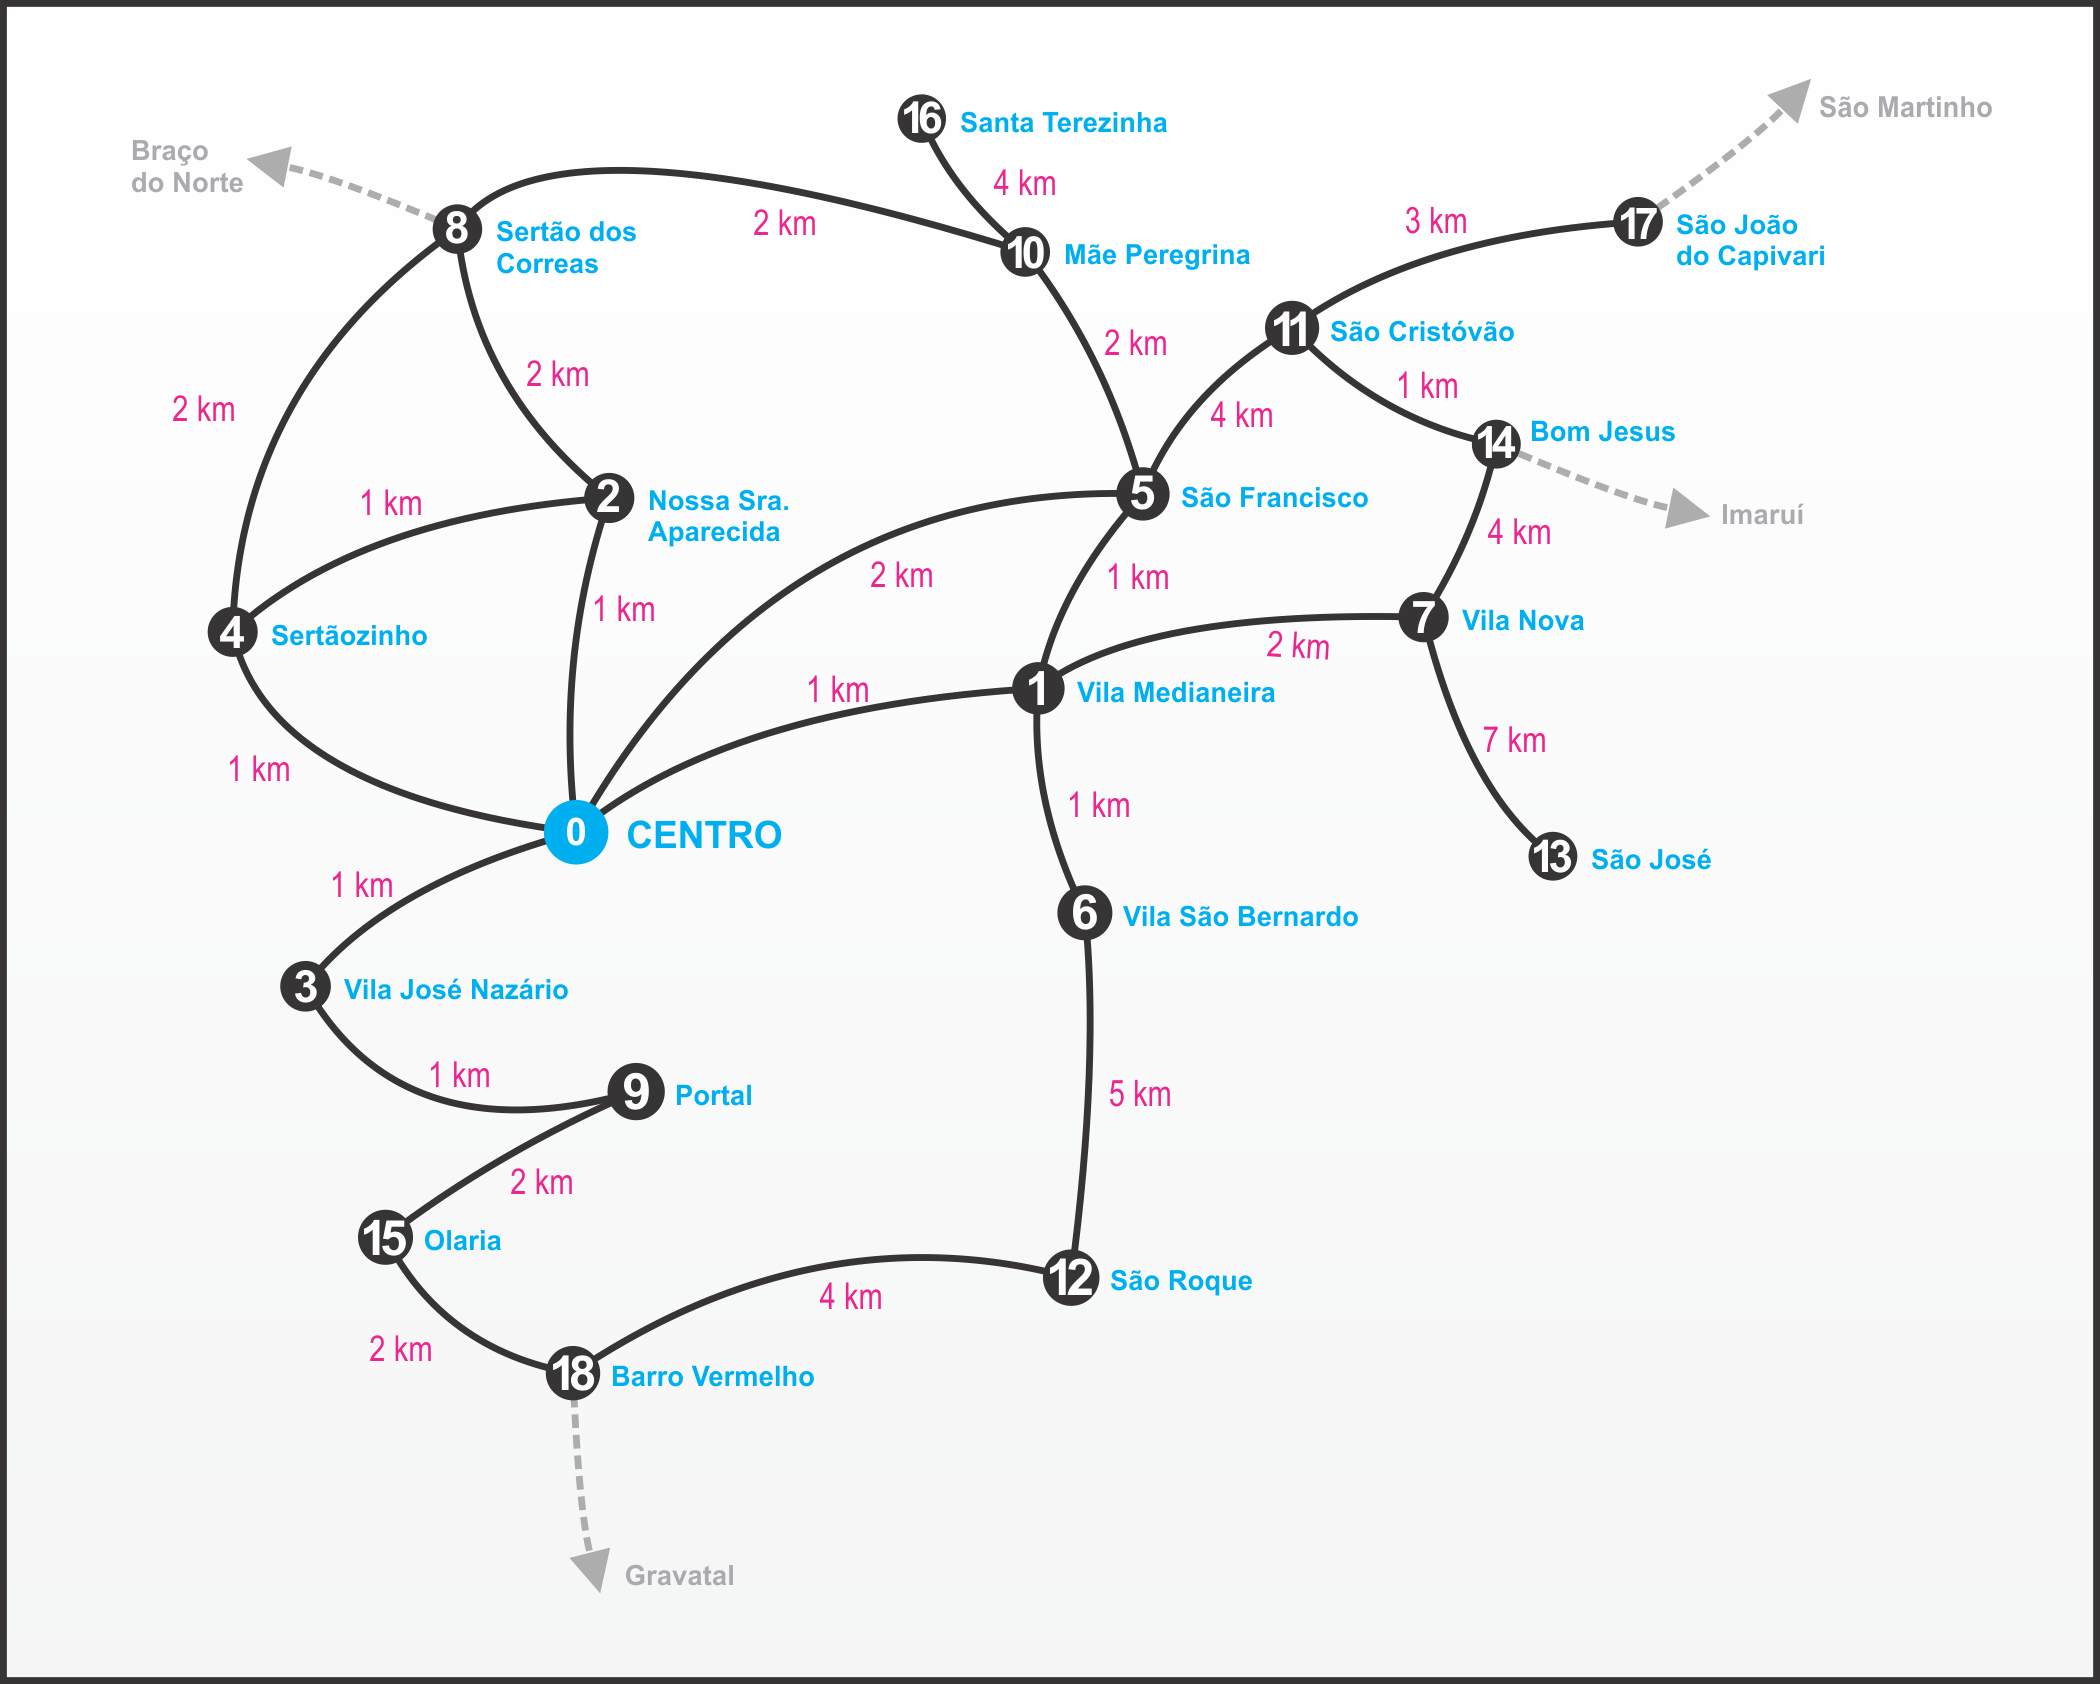 16
Santa Terezinha
São Martinho
Braço
do Norte
4 km
8
Sertão dos
Correas
2 km
10
Mãe Peregrina
3 km
17
São João
do Capivari
11
São Cristóvão
2 km
2 km
2 km
4 km
1 km
14
Bom Jesus
1 km
2
Nossa Sra.
Aparecida
5
São Francisco
4 km
Imaruí
2 km
1 km
1 km
4
Sertãozinho
7
Vila Nova
2 km
1 km
1
Vila Medianeira
1 km
7 km
0
CENTRO
1 km
13
São José
1 km
6
Vila São Bernardo
3
Vila José Nazário
1 km
9
Portal
5 km
2 km
15
Olaria
12
São Roque
4 km
2 km
18
Barro Vermelho
Gravatal